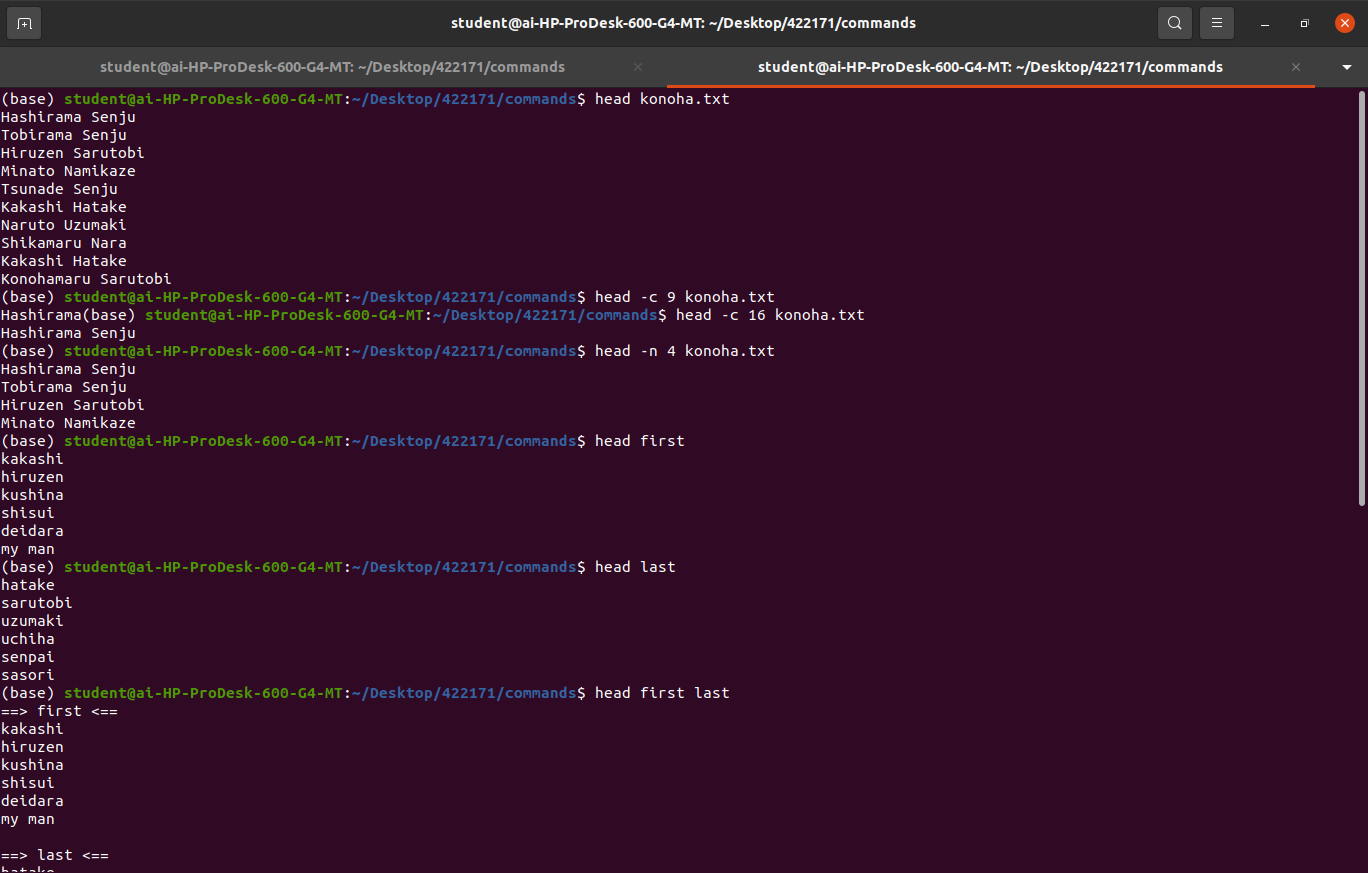 student@ai-HP-ProDesk-600-G4-MT: ~/Desktop/422171/commands
student@ai-HP-ProDesk-600-G4-MT: ~/Desktop/422171/commands
student@ai-HP-ProDesk-600-G4-MT: ~/Desktop/422171/commands
(base) student@ai-HP-ProDesk-600-G4-MT:~/Desktop/422171/commands$ head konoha.txt
Hashirama Senju
Tobirama Senju
Hiruzen Sarutobi
Minato Namikaze
Tsunade Senju
Kakashi Hatake
Naruto Uzumaki
Shikamaru Nara
Kakashi Hatake
Konohamaru Sarutobi
(base) student@ai-HP-ProDesk-600-G4-MT:~/Desktop/422171/commands$ head -c 9 konoha.txt
Hashirama(base) student@ai-HP-ProDesk-600-G4-MT:~/Desktop/422171/commands$ head -c 16 konoha.txt
Hashirama Senju
(base) student@ai-HP-ProDesk-600-G4-MT:~/Desktop/422171/commands$ head -n 4 konoha.txt
Hashirama Senju
Tobirama Senju
Hiruzen Sarutobi
Minato Namikaze
(base) student@ai-HP-ProDesk-600-G4-MT:~/Desktop/422171/commands$ head first
kakashi
hiruzen
kushina
shisui
deidara
my man
(base) student@ai-HP-ProDesk-600-G4-MT:~/Desktop/422171/commands$ head last
hatake
sarutobi
uzumaki
uchiha
senpai
sasori
(base) student@ai-HP-ProDesk-600-G4-MT:~/Desktop/422171/commands$ head first last
==> first <==
kakashi
hiruzen
kushina
shisui
deidara
my man
==> last <==
hatake